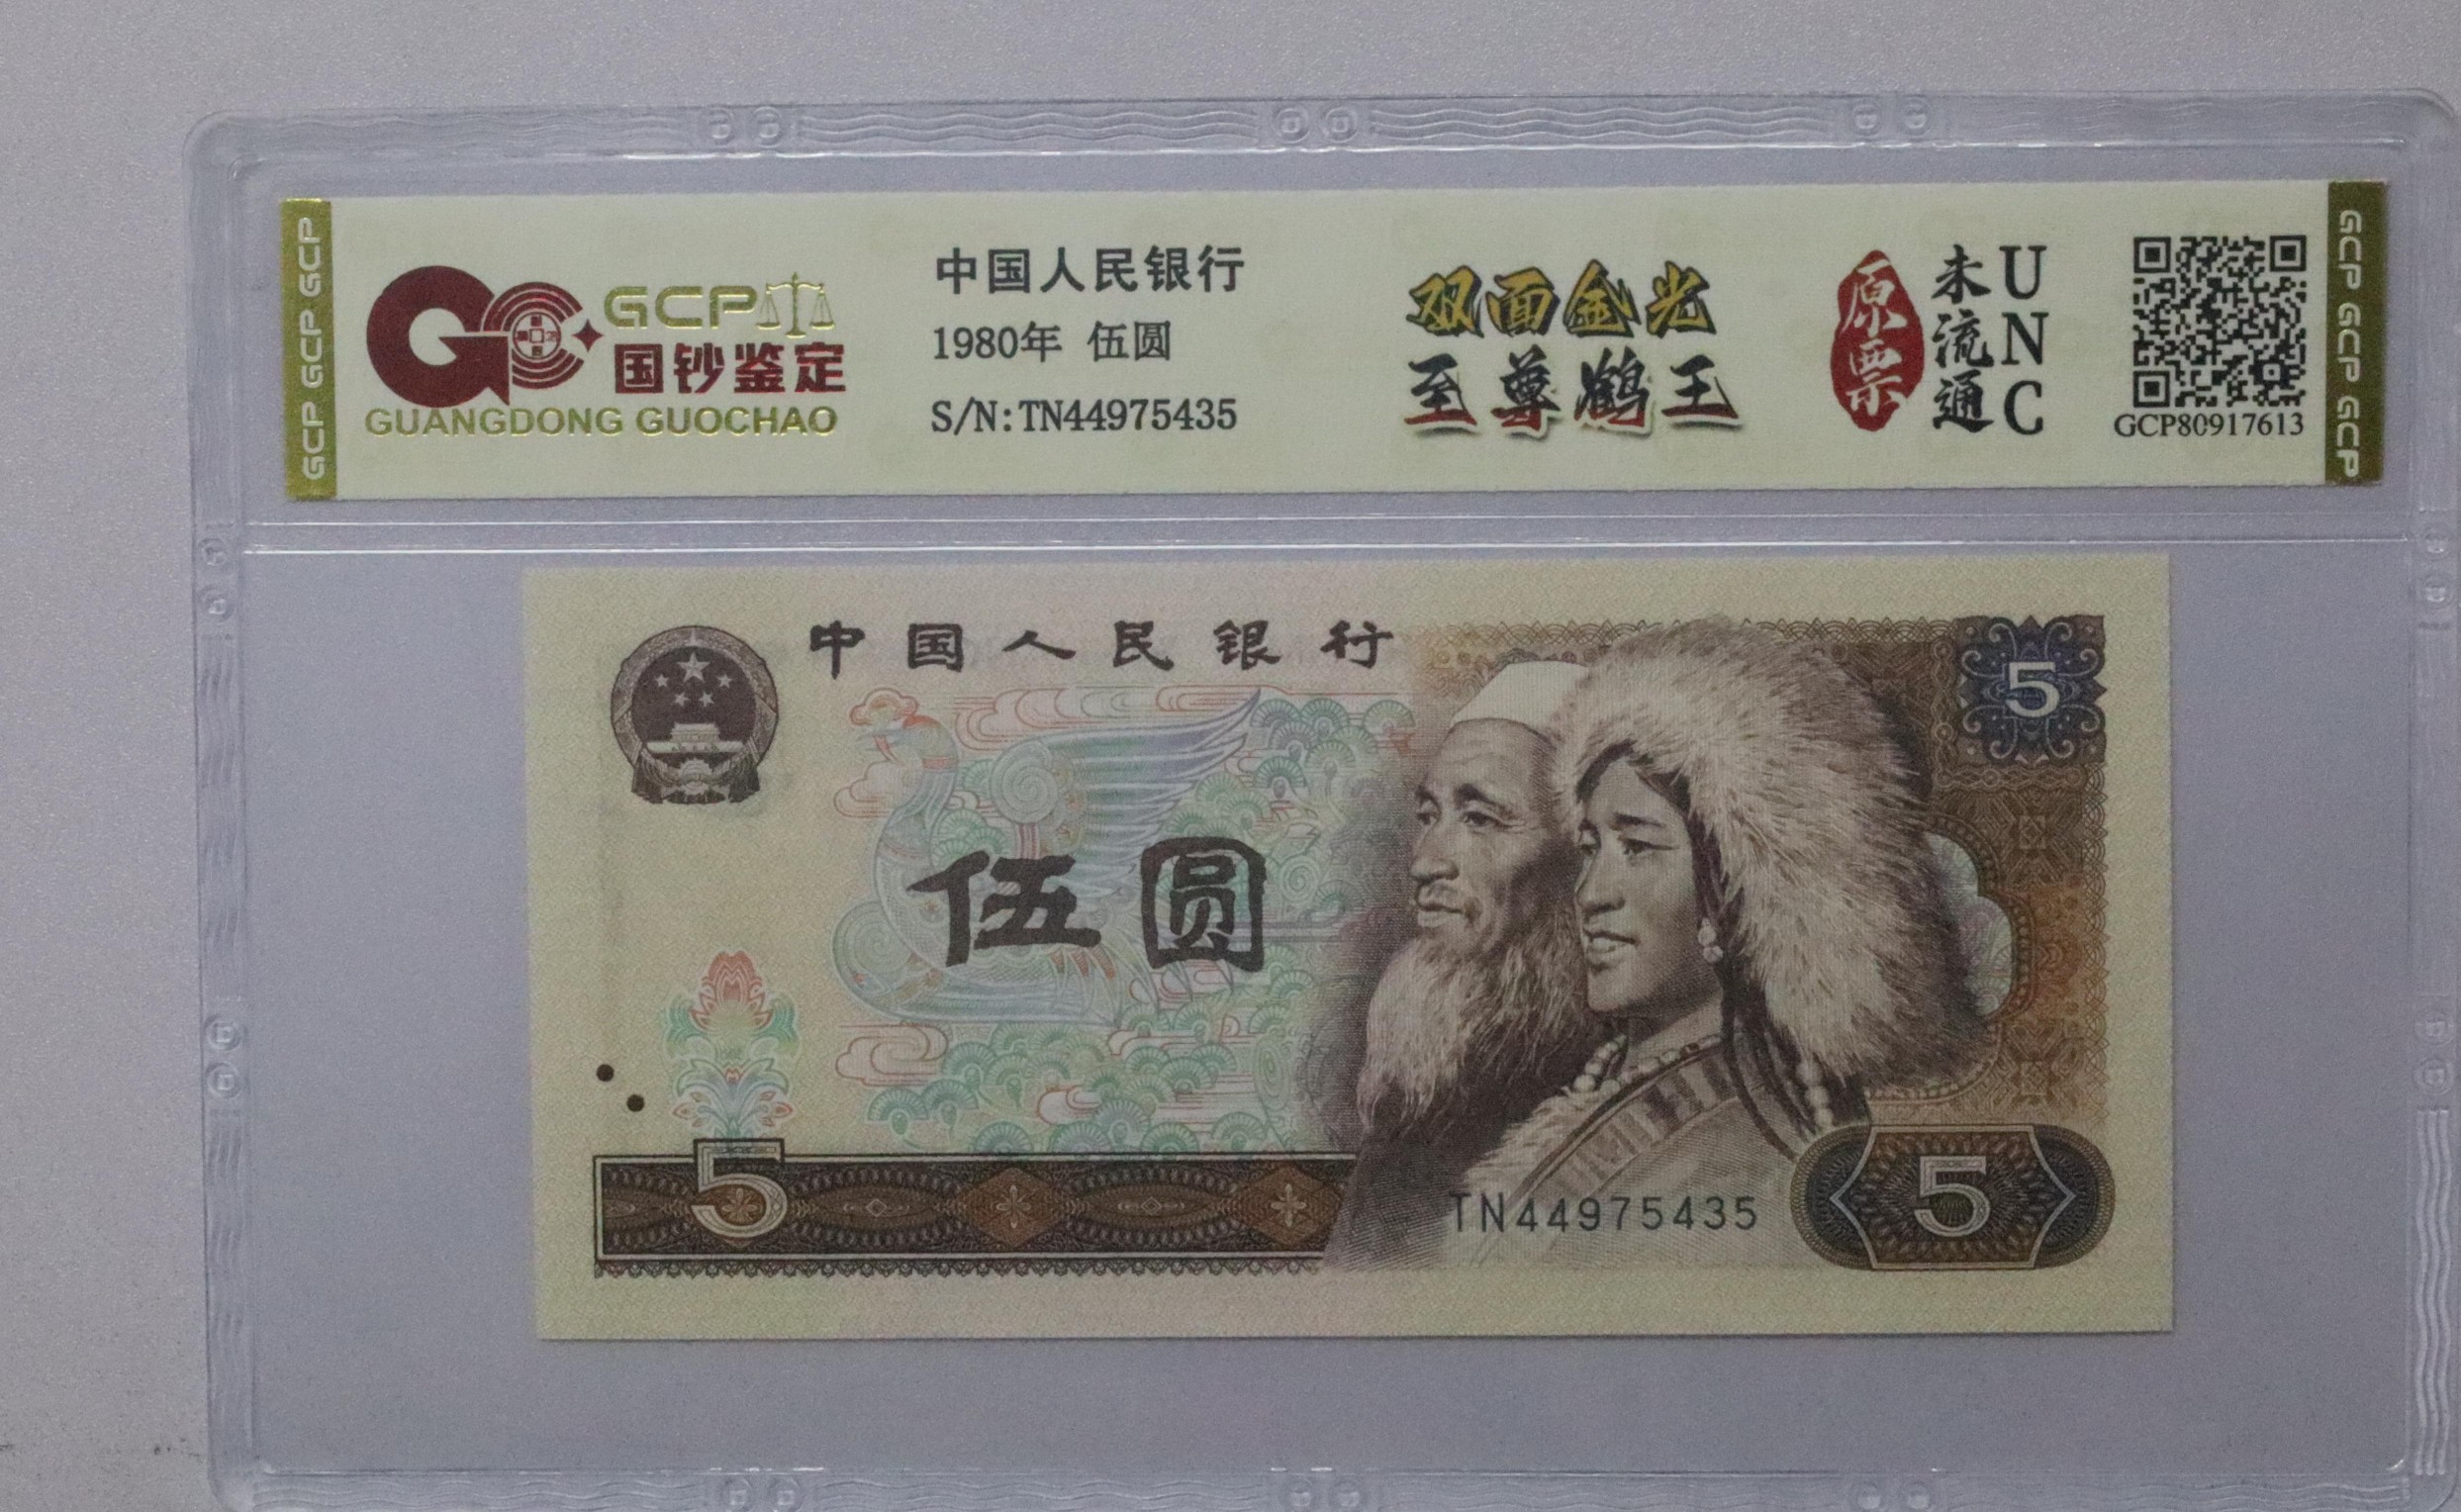 GCP GCP GCP
GCP
国钞鉴定
GUANGDONG GUOCHAO
中国人民银行
1980年 伍圆
S/N:TN44975435
双面金光
至尊鹤王
原票
未流通
UNC
GCP80917613
GCP GCP GCP
中国人民银行
5
伍圆
5
TN44975435
5